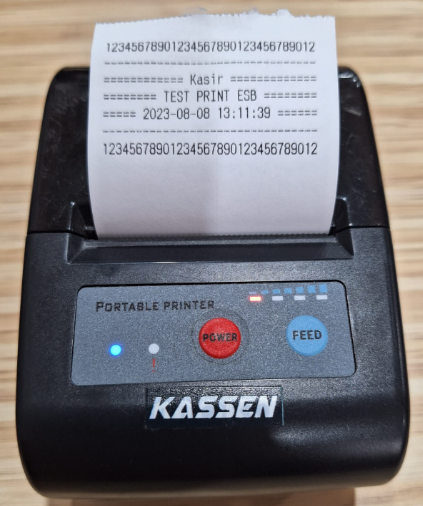 12345678901234567890123456789012
--------------------------------
=========== Kasir ============
======== TEST PRINT ESB ========
===== 2023-08-08 13:11:39 ======
--------------------------------
12345678901234567890123456789012
PORTABLE PRINTER
POWER
FEED
KASSEN